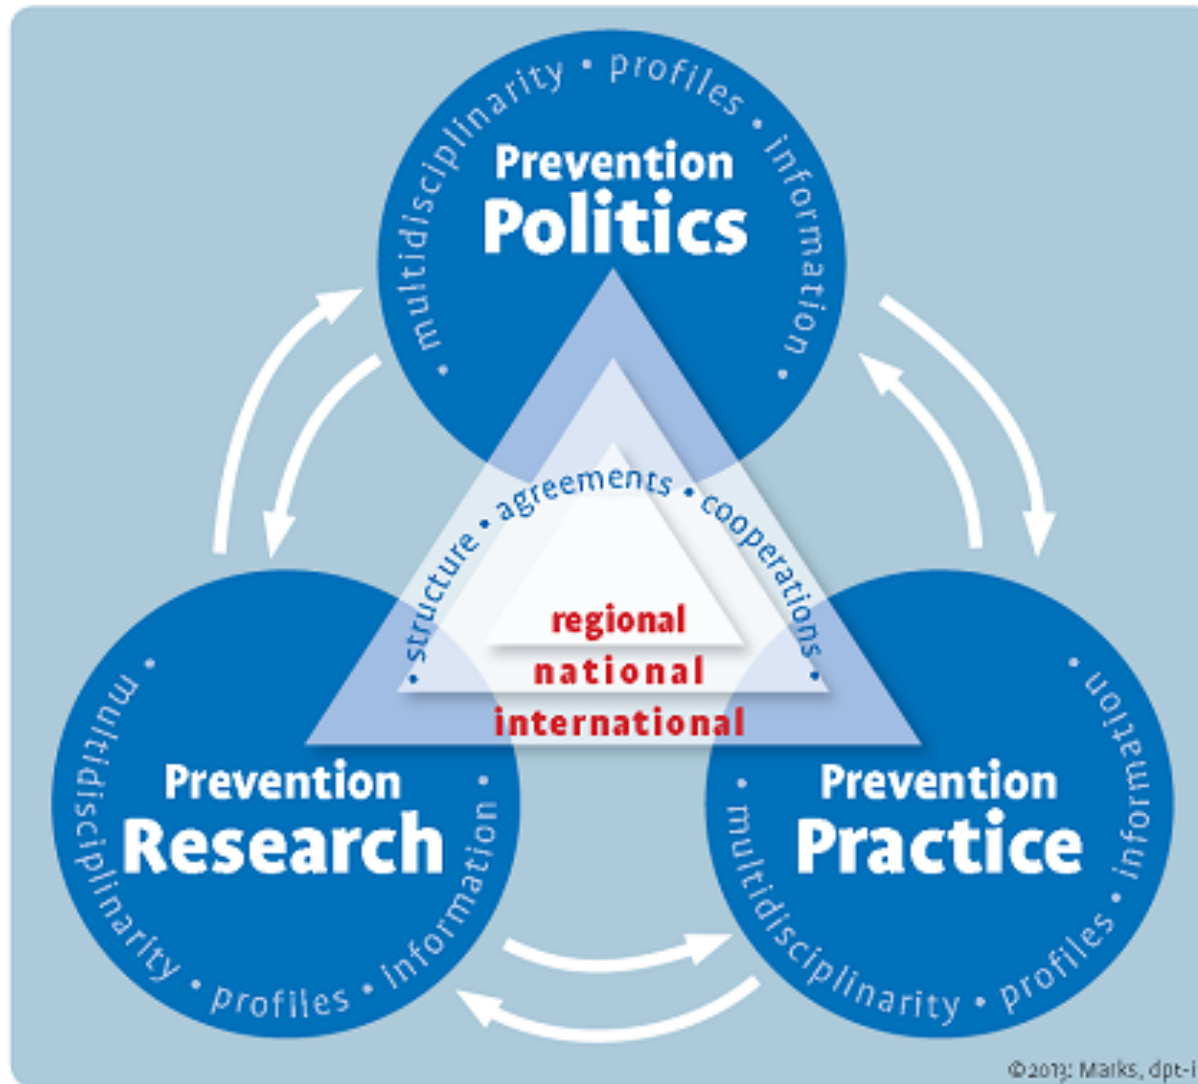 • multidisciplinarity • profiles • information •
Prevention
Politics
• structure • agreements • cooperations •
regional
national
international
Prevention
Research
• multidisciplinarity • profiles • information •
Prevention
Practice
• multidisciplinarity • profiles • information •
©2013: Marks, dpt-i